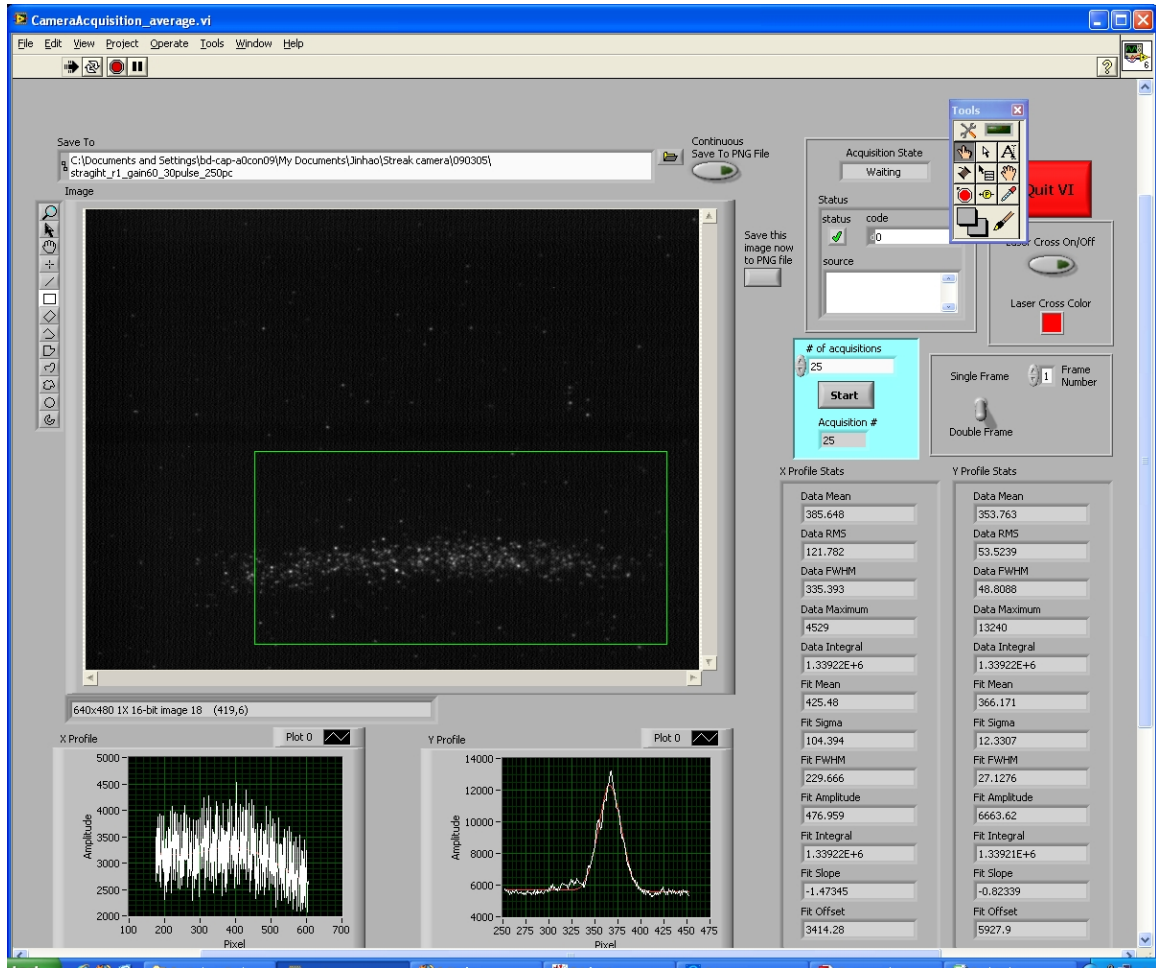 CameraAcquisition_average.vi
File Edit View Project Operate Tools Window Help
6
Tools
Save To
C:\Documents and Settings\bd-cap-a0con09\My Documents\Jinhao\Streak camera\090305\
stragiht_r1_gain60_30pulse_250pc
Continuous
Save To PNG File
Image
Save this
image now
to PNG file
640x480 1X 16-bit image 18 (419,6)
Acquisition State
Waiting
Status
status code
0
source
Quit VI
Laser Cross On/Off
Laser Cross Color
# of acquisitions
25
Start
Acquisition #
25
Single Frame
1
Frame
Number
Double Frame
X Profile Stats
Data Mean
385.648
Data RMS
121.782
Data FWHM
335.393
Data Maximum
4529
Data Integral
1.33922E+6
Fit Mean
425.48
Fit Sigma
104.394
Fit FWHM
229.666
Fit Amplitude
476.959
Fit Integral
1.33922E+6
Fit Slope
-1.47345
Fit Offset
3414.28
Y Profile Stats
Data Mean
353.763
Data RMS
53.5239
Data FWHM
48.8088
Data Maximum
13240
Data Integral
1.33922E+6
Fit Mean
366.171
Fit Sigma
12.3307
Fit FWHM
27.1276
Fit Amplitude
6663.62
Fit Integral
1.33921E+6
Fit Slope
-0.82339
Fit Offset
5927.9
X Profile
Plot 0
Amplitude
5000
4500
4000
3500
3000
2500
2000
100 200 300 400 500 600 700
Pixel
Y Profile
Plot 0
Amplitude
14000
12000
10000
8000
6000
4000
250 275 300 325 350 375 400 425 450 475
Pixel